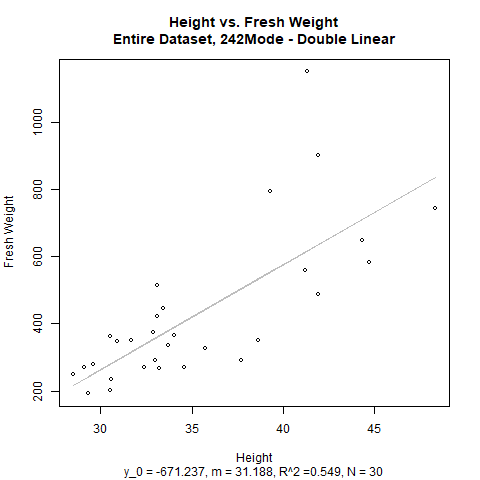 Height vs. Fresh Weight
Entire Dataset, 242Mode - Double Linear
Fresh Weight
1000
800
600
400
200
30 35 40 45
Height
y_0 = -671.237, m = 31.188, R^2 =0.549, N = 30